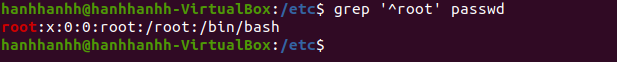 hanhhanhh@hanhhanhh-VirtualBox:/etc$ grep '^root' passwd
root:x:0:0:root:/root:/bin/bash
hanhhanhh@hanhhanhh-VirtualBox:/etc$